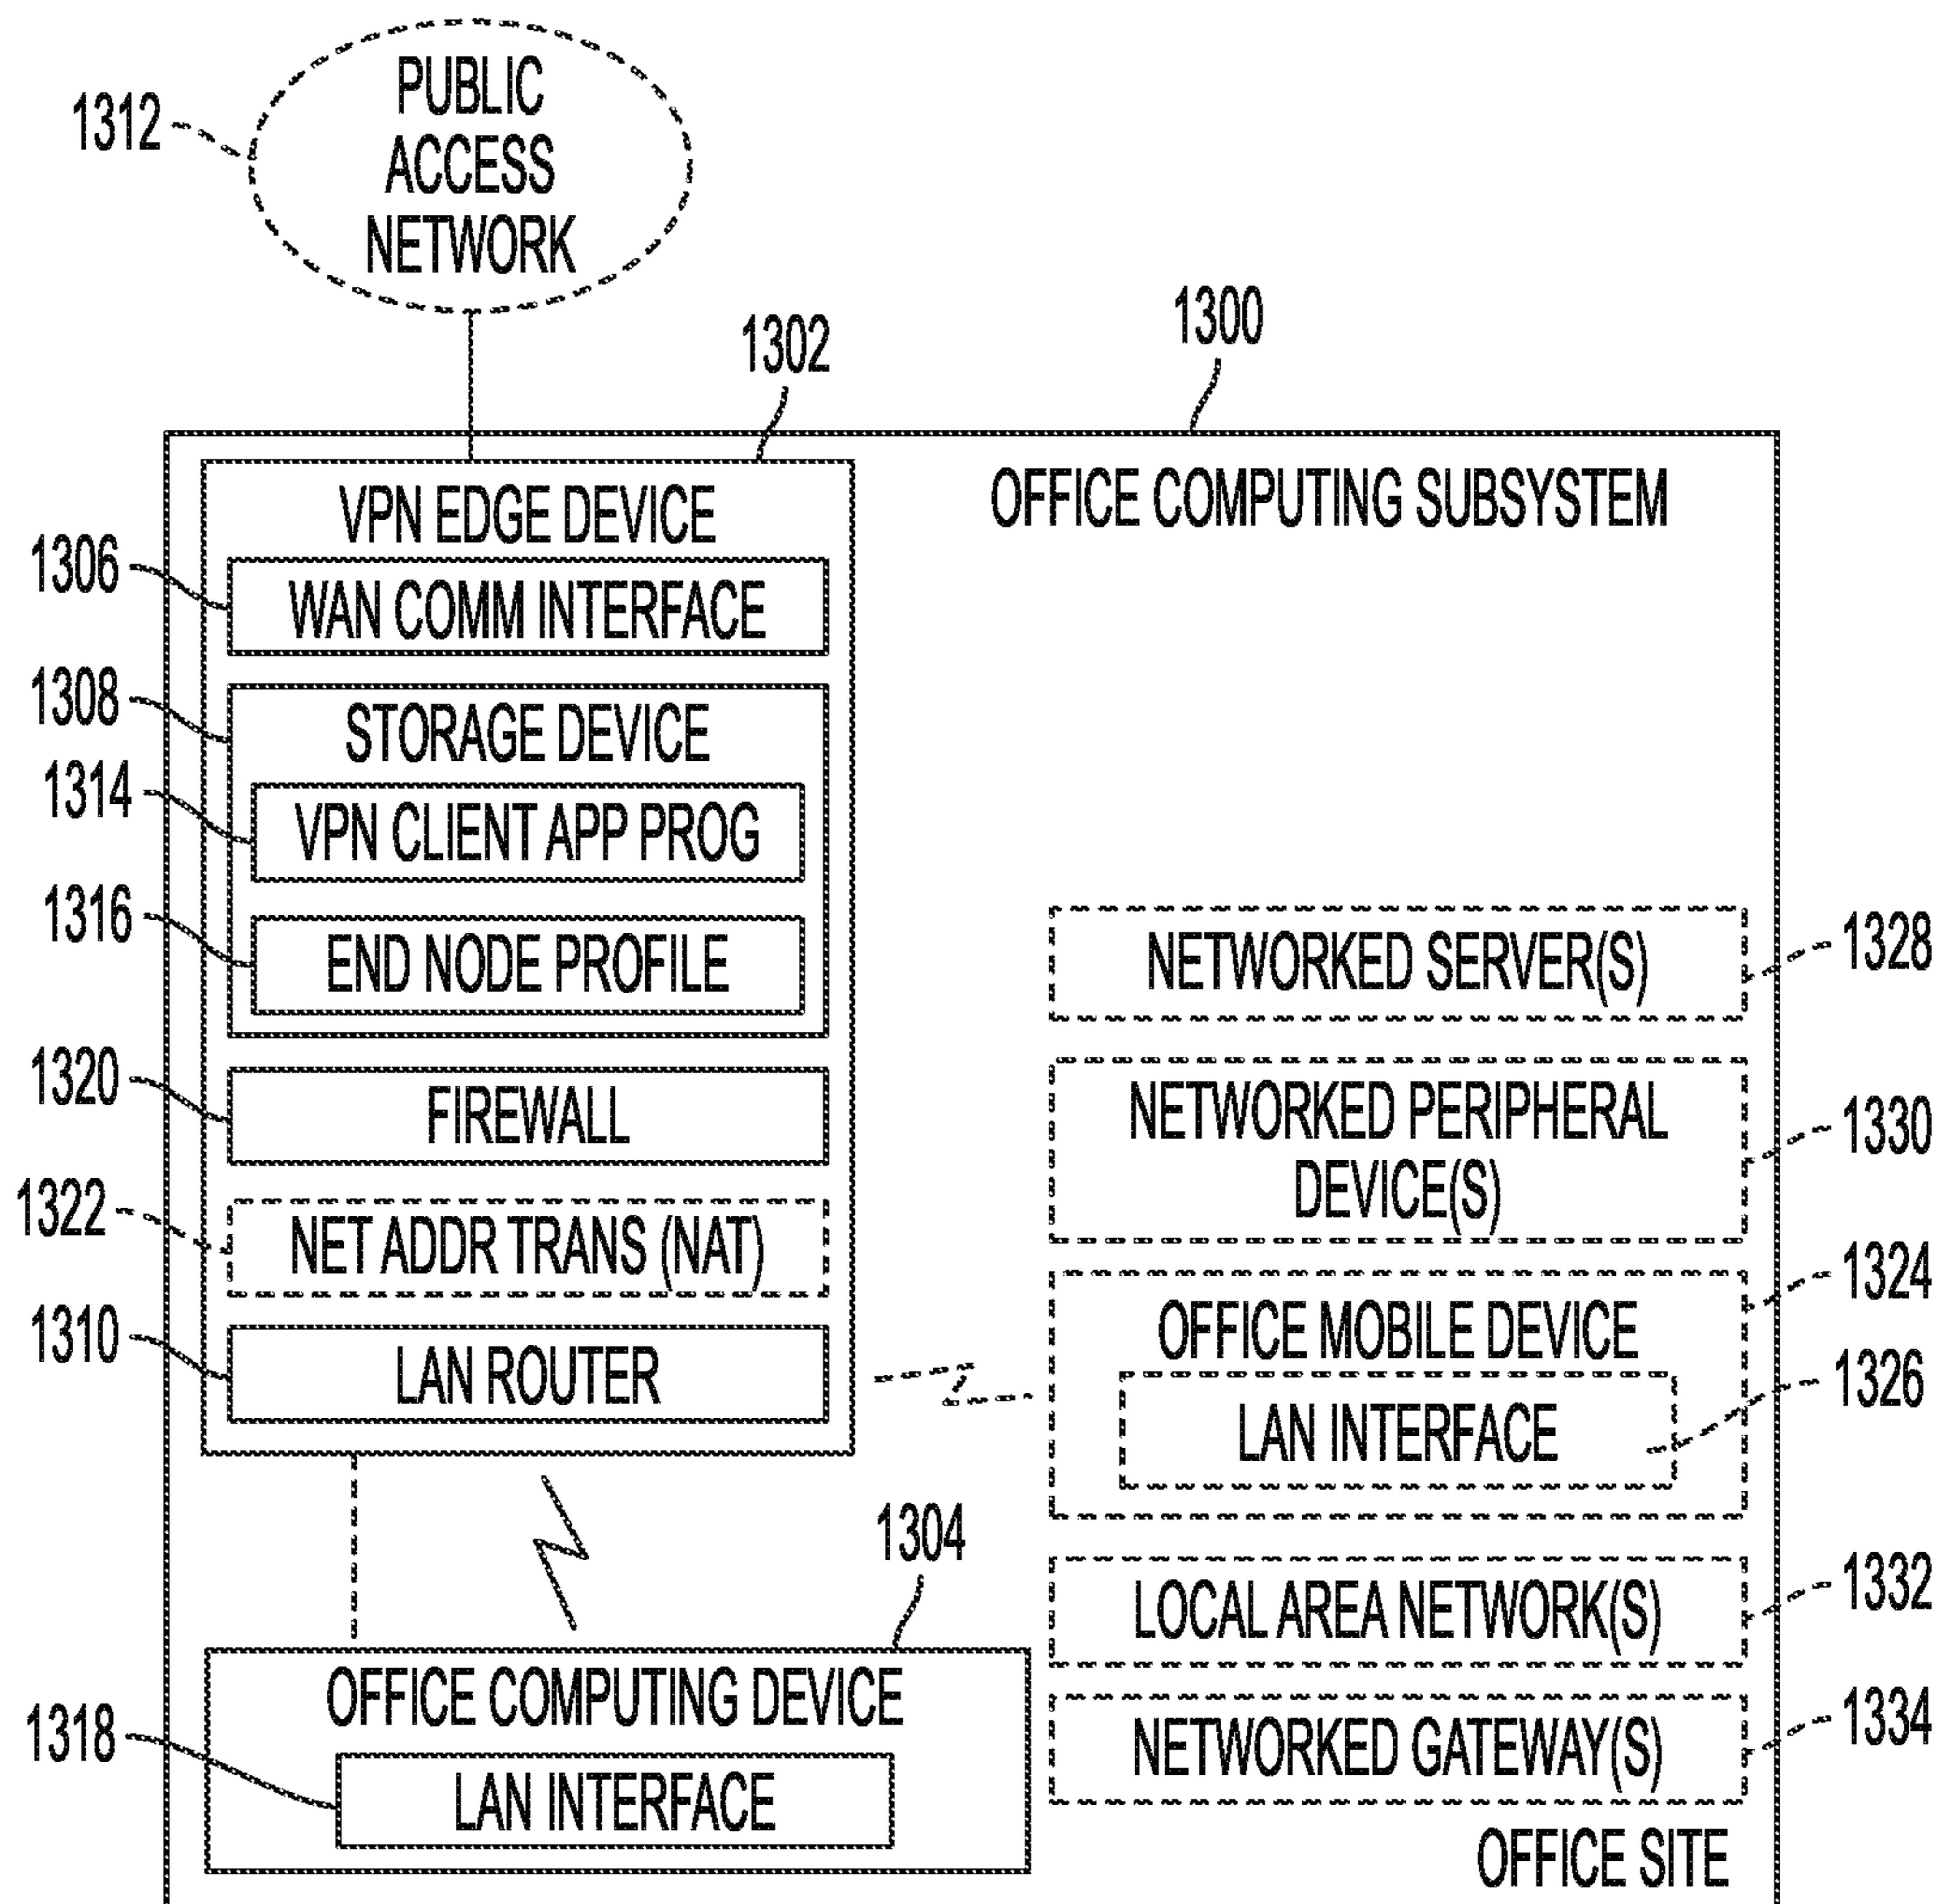 PUBLIC
ACCESS
NETWORK
1312
1302
1300
OFFICE COMPUTING SUBSYSTEM
VPN EDGE DEVICE
1306
WAN COMM INTERFACE
1308
STORAGE DEVICE
1314
VPN CLIENT APP PROG
1316
END NODE PROFILE
1320
FIREWALL
1322
NET ADDR TRANS (NAT)
1310
LAN ROUTER
NETWORKED SERVER(S)
1328
NETWORKED PERIPHERAL
DEVICE(S)
1330
1324
OFFICE MOBILE DEVICE
1326
LAN INTERFACE
1304
OFFICE COMPUTING DEVICE
1318
LAN INTERFACE
LOCAL AREA NETWORK(S)
1332
NETWORKED GATEWAY(S)
1334
OFFICE SITE